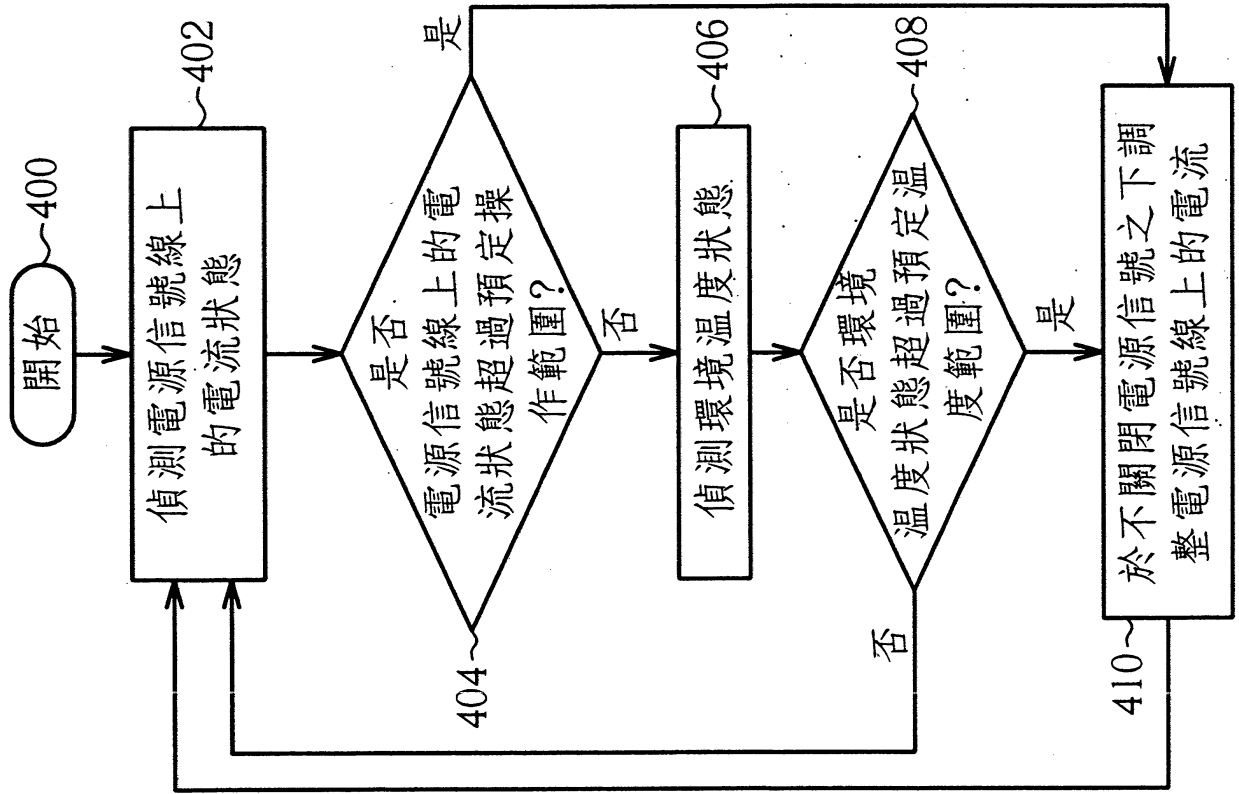 開始
400
偵測電源信號線上
的電流狀態
402
是否
電源信號線上的電
流狀態超過預定操
作範圍?
404
是
否
偵測環境溫度狀態
406
是否環境
溫度狀態超過預定溫
度範圍?
408
否
是
於不關閉電源信號之下調
整電源信號線上的電流
410